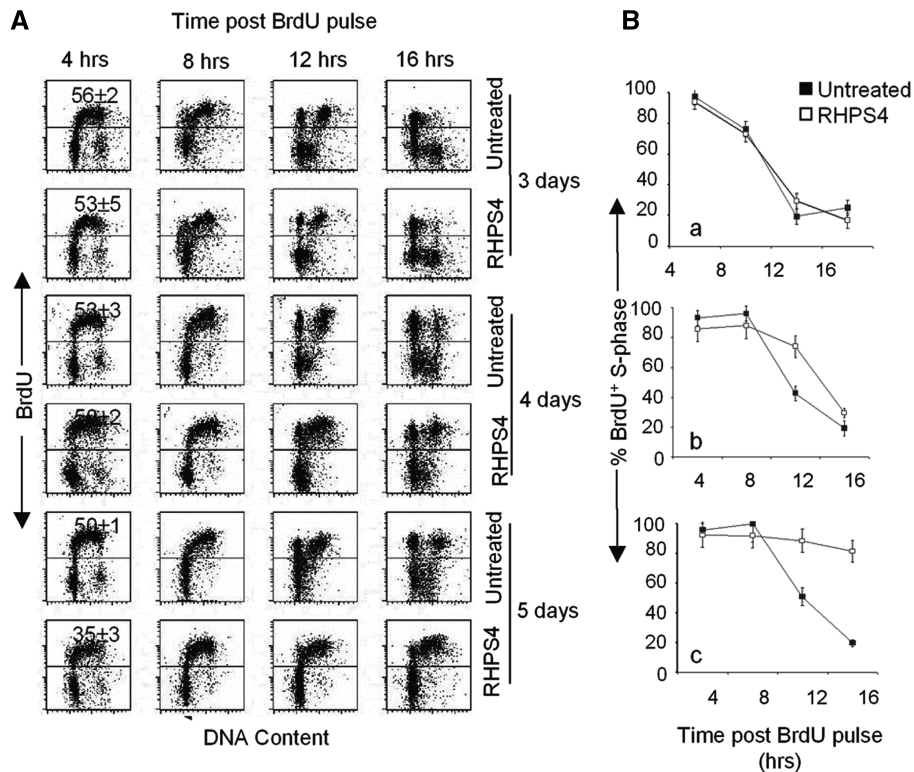 A
Time post BrdU pulse
4 hrs
8 hrs
12 hrs
16 hrs
56±2
Untreated
53±5
RHPS4
3 days
53±3
Untreated
50±2
RHPS4
4 days
50±1
Untreated
35±3
RHPS4
5 days
BrdU
DNA Content
B
Untreated
RHPS4
% BrdU⁺ S-phase
100
80
60
40
20
0
a
4 8 12 16
100
80
60
40
20
0
b
4 8 12 16
100
80
60
40
20
0
c
4 8 12 16
Time post BrdU pulse
(hrs)